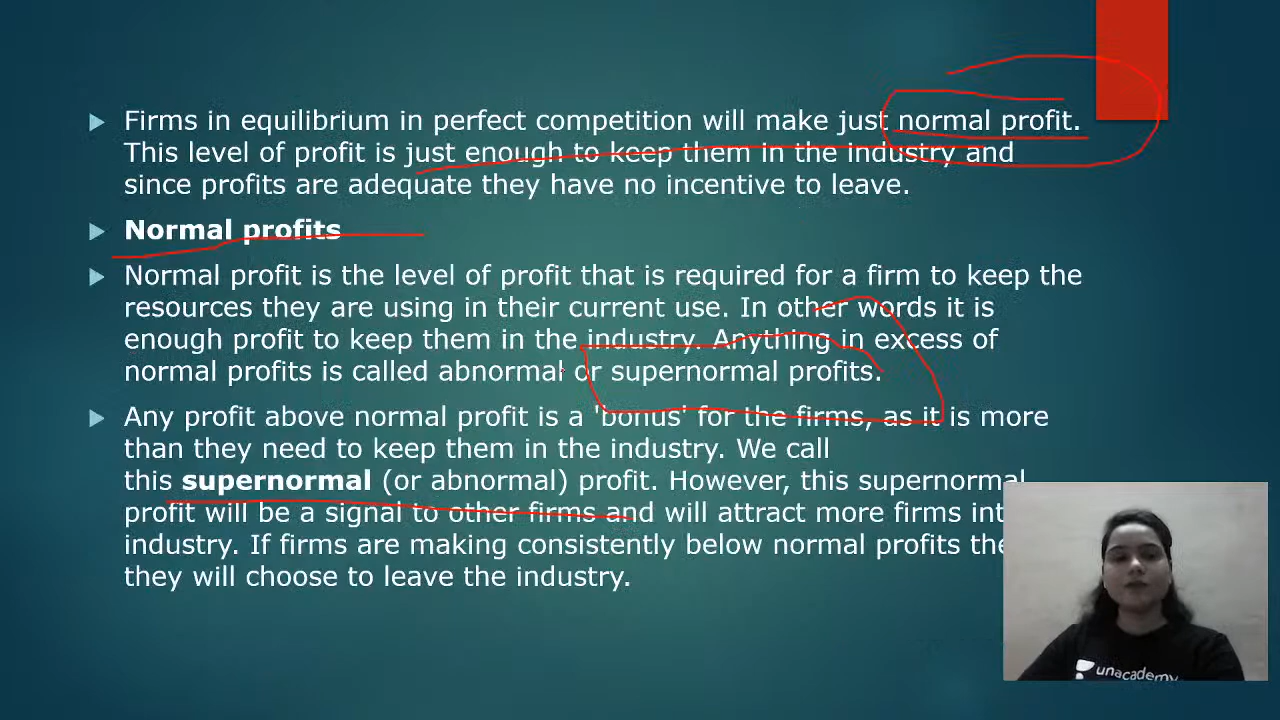 Firms in equilibrium in perfect competition will make just normal profit.
This level of profit is just enough to keep them in the industry and
since profits are adequate they have no incentive to leave.
Normal profits
Normal profit is the level of profit that is required for a firm to keep the
resources they are using in their current use. In other words it is
enough profit to keep them in the industry. Anything in excess of
normal profits is called abnormal or supernormal profits.
Any profit above normal profit is a 'bonus' for the firms, as it is more
than they need to keep them in the industry. We call
this supernormal (or abnormal) profit. However, this supernormal
profit will be a signal to other firms and will attract more firms int
industry. If firms are making consistently below normal profits the
they will choose to leave the industry.
unacademy